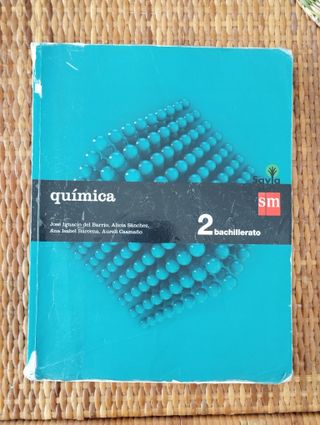 Savia
química
sm
José Ignacio del Barrio, Alicia Sánchez,
Ana Isabel Bárcena, Aureli Caamaño
2 bachillerato